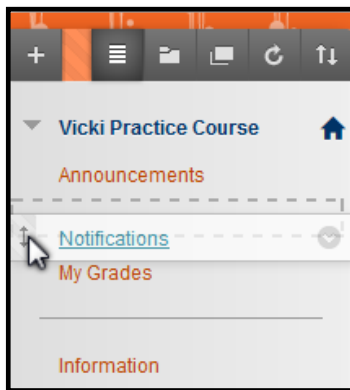 Vicki Practice Course
Announcements
Notifications
My Grades
Information